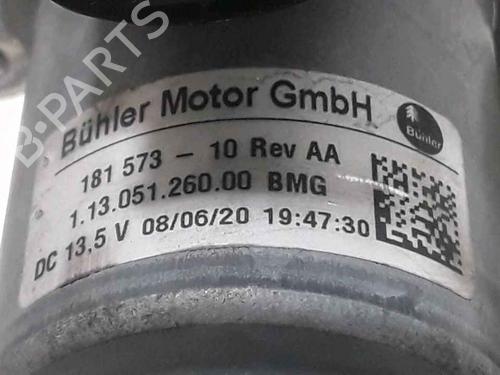 B-PARTS
Bühler Motor GmbH
Bühler
181 573 - 10 Rev AA
1.13.051.260.00 BMG
DC 13,5 V 08/06/20 19:47:30